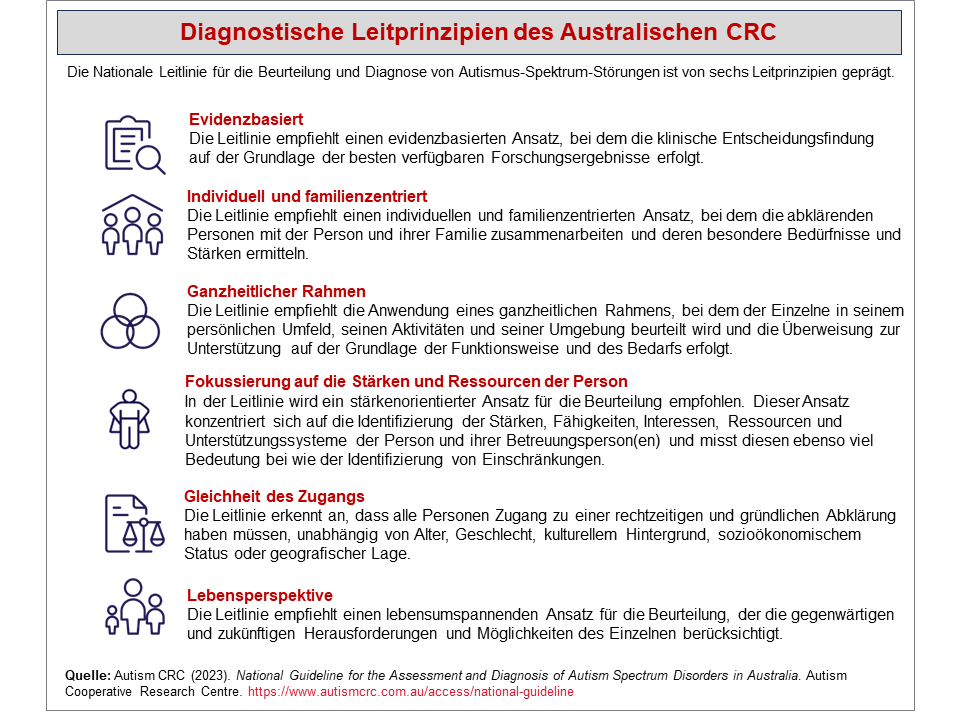 Diagnostische Leitprinzipien des Australischen CRC
Die Nationale Leitlinie für die Beurteilung und Diagnose von Autismus-Spektrum-Störungen ist von sechs Leitprinzipien geprägt.
Evidenzbasiert
Die Leitlinie empfiehlt einen evidenzbasierten Ansatz, bei dem die klinische Entscheidungsfindung
auf der Grundlage der besten verfügbaren Forschungsergebnisse erfolgt.
Individuell und familienzentriert
Die Leitlinie empfiehlt einen individuellen und familienzentrierten Ansatz, bei dem die abklärenden
Personen mit der Person und ihrer Familie zusammenarbeiten und deren besondere Bedürfnisse und
Stärken ermitteln.
Ganzheitlicher Rahmen
Die Leitlinie empfiehlt die Anwendung eines ganzheitlichen Rahmens, bei dem der Einzelne in seinem
persönlichen Umfeld, seinen Aktivitäten und seiner Umgebung beurteilt wird und die Überweisung zur
Unterstützung auf der Grundlage der Funktionsweise und des Bedarfs erfolgt.
Fokussierung auf die Stärken und Ressourcen der Person
In der Leitlinie wird ein stärkenorientierter Ansatz für die Beurteilung empfohlen. Dieser Ansatz
konzentriert sich auf die Identifizierung der Stärken, Fähigkeiten, Interessen, Ressourcen und
Unterstützungssysteme der Person und ihrer Betreuungsperson(en) und misst diesen ebenso viel
Bedeutung bei wie der Identifizierung von Einschränkungen.
Gleichheit des Zugangs
Die Leitlinie erkennt an, dass alle Personen Zugang zu einer rechtzeitigen und gründlichen Abklärung
haben müssen, unabhängig von Alter, Geschlecht, kulturellem Hintergrund, sozioökonomischem
Status oder geografischer Lage.
Lebensperspektive
Die Leitlinie empfiehlt einen lebensumspannenden Ansatz für die Beurteilung, der die gegenwärtigen
und zukünftigen Herausforderungen und Möglichkeiten des Einzelnen berücksichtigt.
Quelle: Autism CRC (2023). National Guideline for the Assessment and Diagnosis of Autism Spectrum Disorders in Australia. Autism
Cooperative Research Centre. https://www.autismcrc.com.au/access/national-guideline